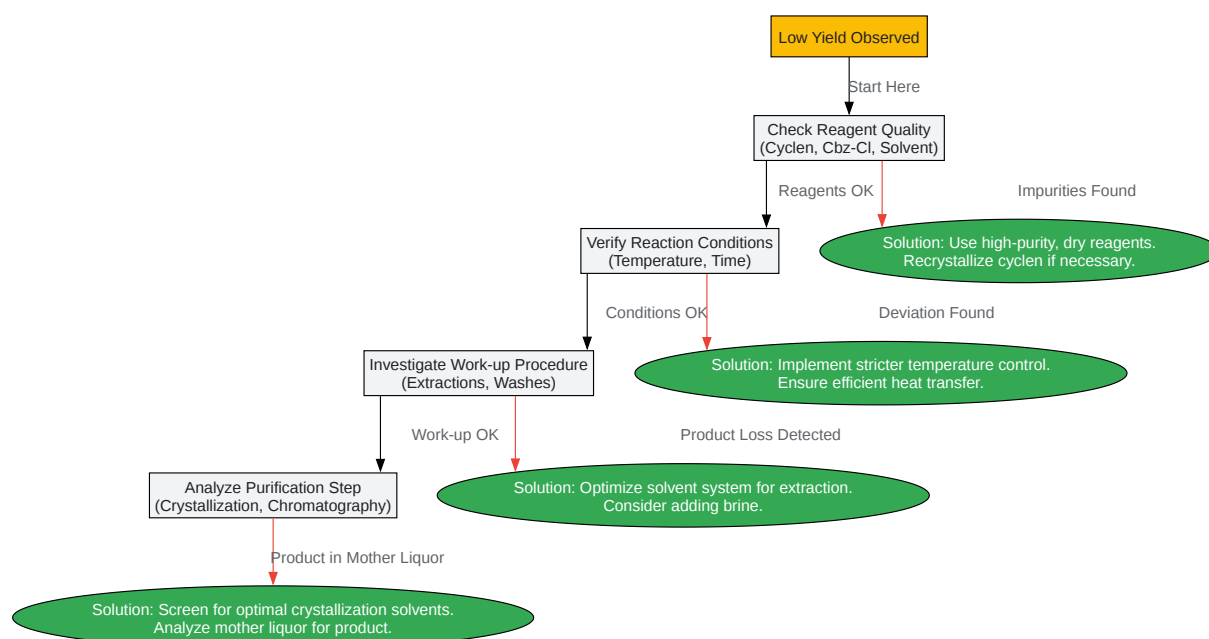 Low Yield Observed
Start Here
Check Reagent Quality
(Cyclen, Cbz-Cl, Solvent)
Reagents OK
Impurities Found
Verify Reaction Conditions
(Temperature, Time)
Solution: Use high-purity, dry reagents.
Recrystallize cyclen if necessary.
Conditions OK
Deviation Found
Investigate Work-up Procedure
(Extractions, Washes)
Solution: Implement stricter temperature control.
Ensure efficient heat transfer.
Work-up OK
Product Loss Detected
Analyze Purification Step
(Crystallization, Chromatography)
Solution: Optimize solvent system for extraction.
Consider adding brine.
Product in Mother Liquor
Solution: Screen for optimal crystallization solvents.
Analyze mother liquor for product.